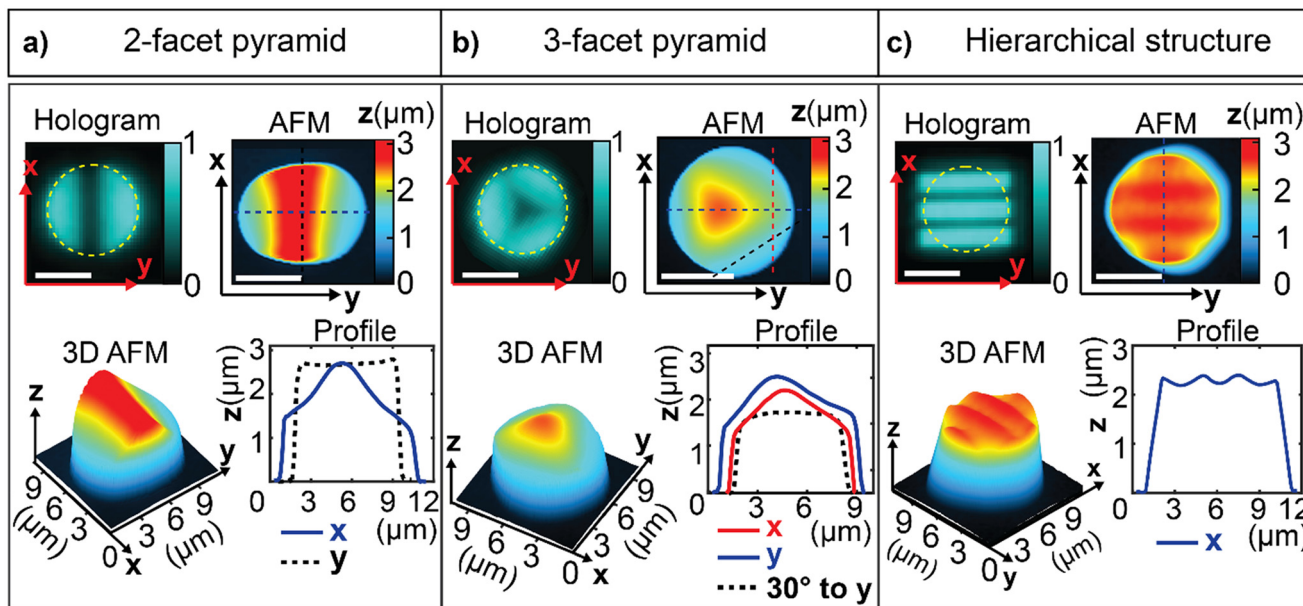 a) 2-facet pyramid
b) 3-facet pyramid
c) Hierarchical structure
Hologram
1
0
x
y
AFM
z(μm)
3
2
1
0
x
y
3D AFM
z
y
x
9
6
3
0
(μm)
3
6
9
(μm)
Profile
z(μm)
3
2
1
0
3
6
9
12
(μm)
x
y
Hologram
x
y
AFM
z(μm)
3
2
1
0
x
y
3D AFM
z
y
x
9
6
3
0
(μm)
3
6
9
(μm)
Profile
z(μm)
3
2
1
0
3
6
9
(μm)
x
y
30° to y
Hologram
1
0
x
y
AFM
z(μm)
3
2
1
0
x
y
3D AFM
z
x
y
9
6
3
0
(μm)
3
6
9
(μm)
Profile
z (μm)
3
2
1
0
3
6
9
12
(μm)
x